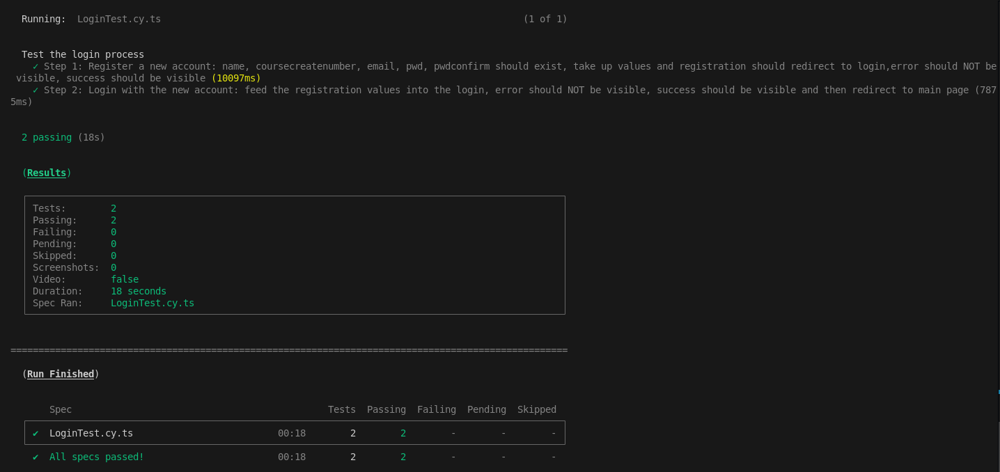 Running: LoginTest.cy.ts (1 of 1)
Test the login process
✓ Step 1: Register a new account: name, coursecreatenumber, email, pwd, pwdconfirm should exist, take up values and registration should redirect to login,error should NOT be
visible, success should be visible (10097ms)
✓ Step 2: Login with the new account: feed the registration values into the login, error should NOT be visible, success should be visible and then redirect to main page (787
5ms)
2 passing (18s)
(Results)
Tests: 2
Passing: 2
Failing: 0
Pending: 0
Skipped: 0
Screenshots: 0
Video: false
Duration: 18 seconds
Spec Ran: LoginTest.cy.ts
====================================================================================================
(Run Finished)
Spec Tests Passing Failing Pending Skipped
✔ LoginTest.cy.ts 00:18 2 2 - - -
✔ All specs passed! 00:18 2 2 - - -